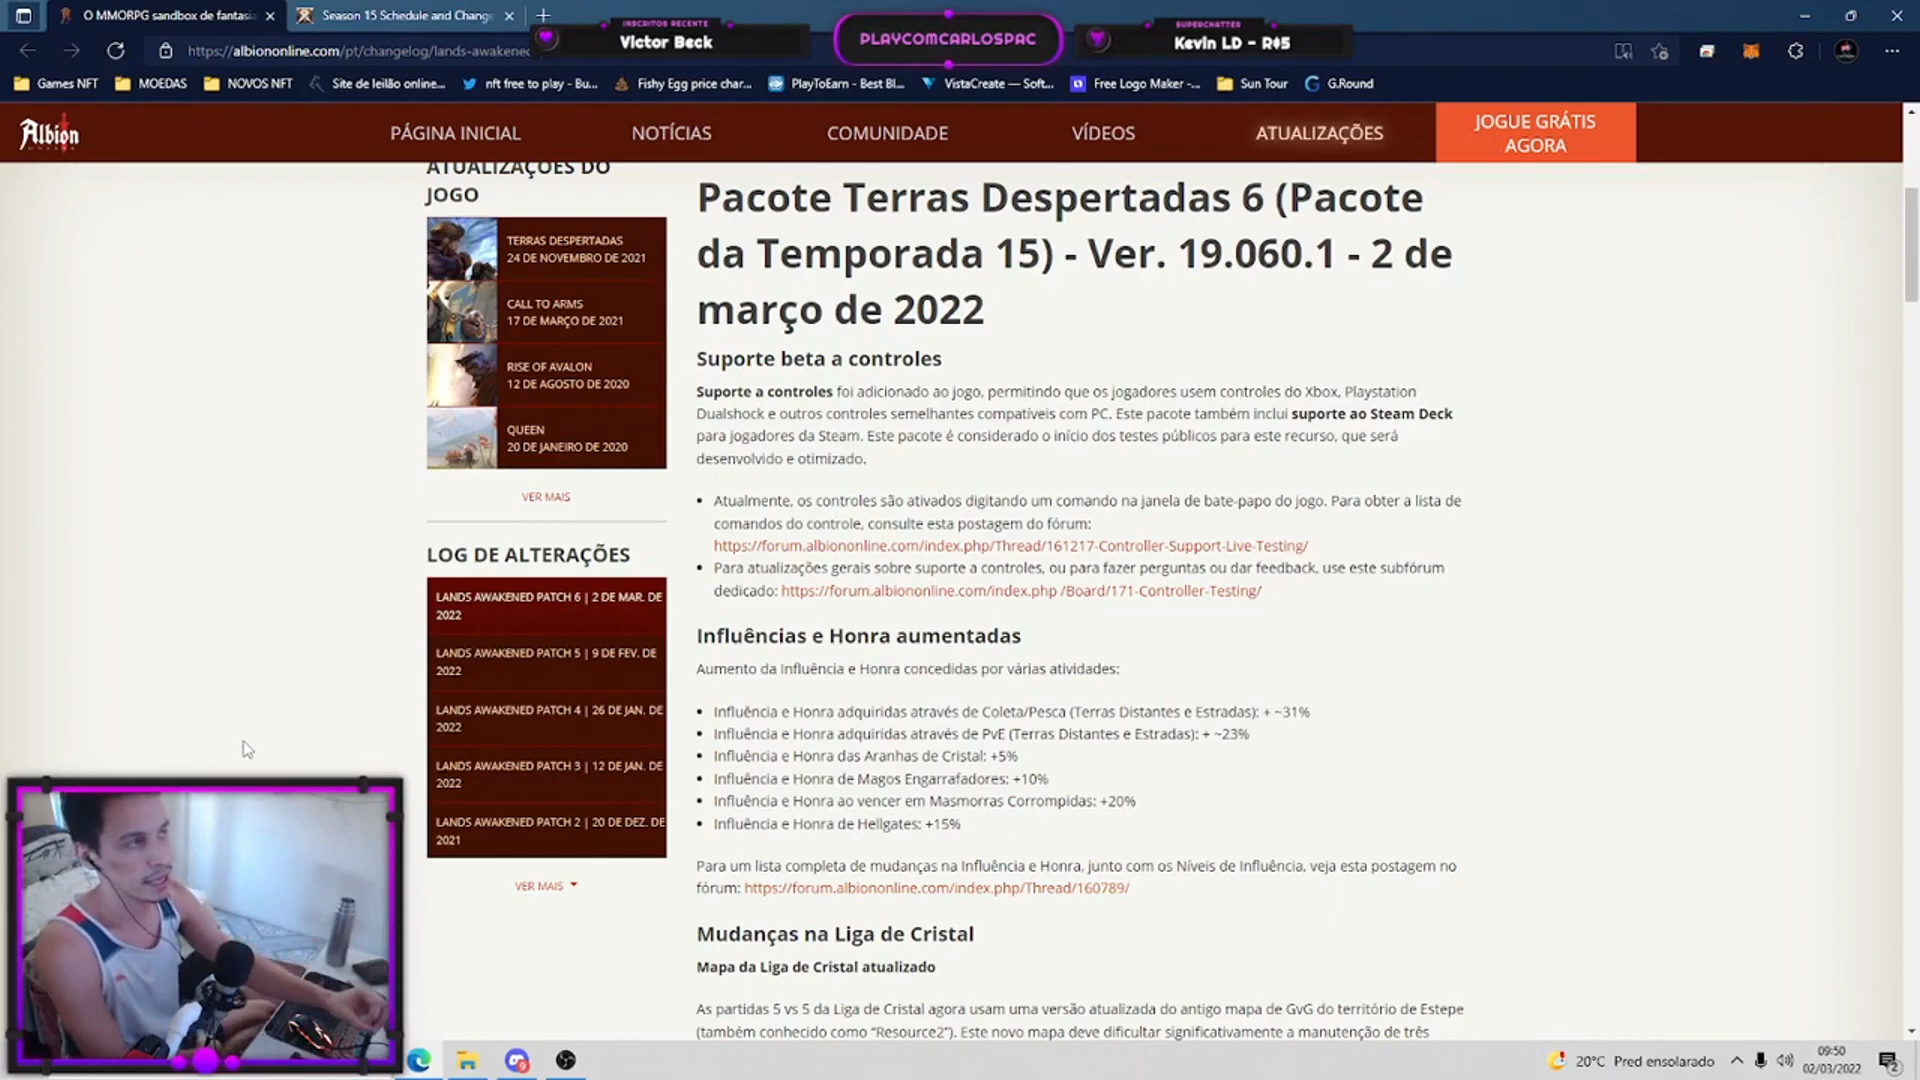 O MMORPG sandbox de fantasia
Season 15 Schedule and Change
INSCRITOS RECENTE
Victor Beck
PLAYCOMCARLOSPAC
SUPERCHATTER
Kevin LD - R$5
https://albiononline.com/pt/changelog/lands-awakened
Games NFT
MOEDAS
NOVOS NFT
Site de leilão online...
nft free to play - Bu...
Fishy Egg price char...
PlayToEarn - Best Bl...
VistaCreate — Soft...
Free Logo Maker -...
Sun Tour
G.Round
Albion
PÁGINA INICIAL
NOTÍCIAS
COMUNIDADE
VÍDEOS
ATUALIZAÇÕES
JOGUE GRÁTIS
AGORA
ATUALIZAÇÕES DO
JOGO
TERRAS DESPERTADAS
24 DE NOVEMBRO DE 2021
CALL TO ARMS
17 DE MARÇO DE 2021
RISE OF AVALON
12 DE AGOSTO DE 2020
QUEEN
20 DE JANEIRO DE 2020
VER MAIS
LOG DE ALTERAÇÕES
LANDS AWAKENED PATCH 6 | 2 DE MAR. DE
2022
LANDS AWAKENED PATCH 5 | 9 DE FEV. DE
2022
LANDS AWAKENED PATCH 4 | 26 DE JAN. DE
2022
LANDS AWAKENED PATCH 3 | 12 DE JAN. DE
2022
LANDS AWAKENED PATCH 2 | 20 DE DEZ. DE
2021
VER MAIS
Pacote Terras Despertadas 6 (Pacote
da Temporada 15) - Ver. 19.060.1 - 2 de
março de 2022
Suporte beta a controles
Suporte a controles foi adicionado ao jogo, permitindo que os jogadores usem controles do Xbox, Playstation
Dualshock e outros controles semelhantes compatíveis com PC. Este pacote também inclui suporte ao Steam Deck
para jogadores da Steam. Este pacote é considerado o início dos testes públicos para este recurso, que será
desenvolvido e otimizado.
• Atualmente, os controles são ativados digitando um comando na janela de bate-papo do jogo. Para obter a lista de
comandos do controle, consulte esta postagem do fórum:
https://forum.albiononline.com/index.php/Thread/161217-Controller-Support-Live-Testing/
• Para atualizações gerais sobre suporte a controles, ou para fazer perguntas ou dar feedback, use este subfórum
dedicado: https://forum.albiononline.com/index.php /Board/171-Controller-Testing/
Influências e Honra aumentadas
Aumento da Influência e Honra concedidas por várias atividades:
• Influência e Honra adquiridas através de Coleta/Pesca (Terras Distantes e Estradas): + ~31%
• Influência e Honra adquiridas através de PvE (Terras Distantes e Estradas): + ~23%
• Influência e Honra das Aranhas de Cristal: +5%
• Influência e Honra de Magos Engarrafadores: +10%
• Influência e Honra ao vencer em Masmorras Corrompidas: +20%
• Influência e Honra de Hellgates: +15%
Para um lista completa de mudanças na Influência e Honra, junto com os Níveis de Influência, veja esta postagem no
fórum: https://forum.albiononline.com/index.php/Thread/160789/
Mudanças na Liga de Cristal
Mapa da Liga de Cristal atualizado
As partidas 5 vs 5 da Liga de Cristal agora usam uma versão atualizada do antigo mapa de GvG do território de Estepe
(também conhecido como “Resource2”). Este novo mapa deve dificultar significativamente a manutenção de três
20°C Pred ensolarado
09:50
02/03/2022